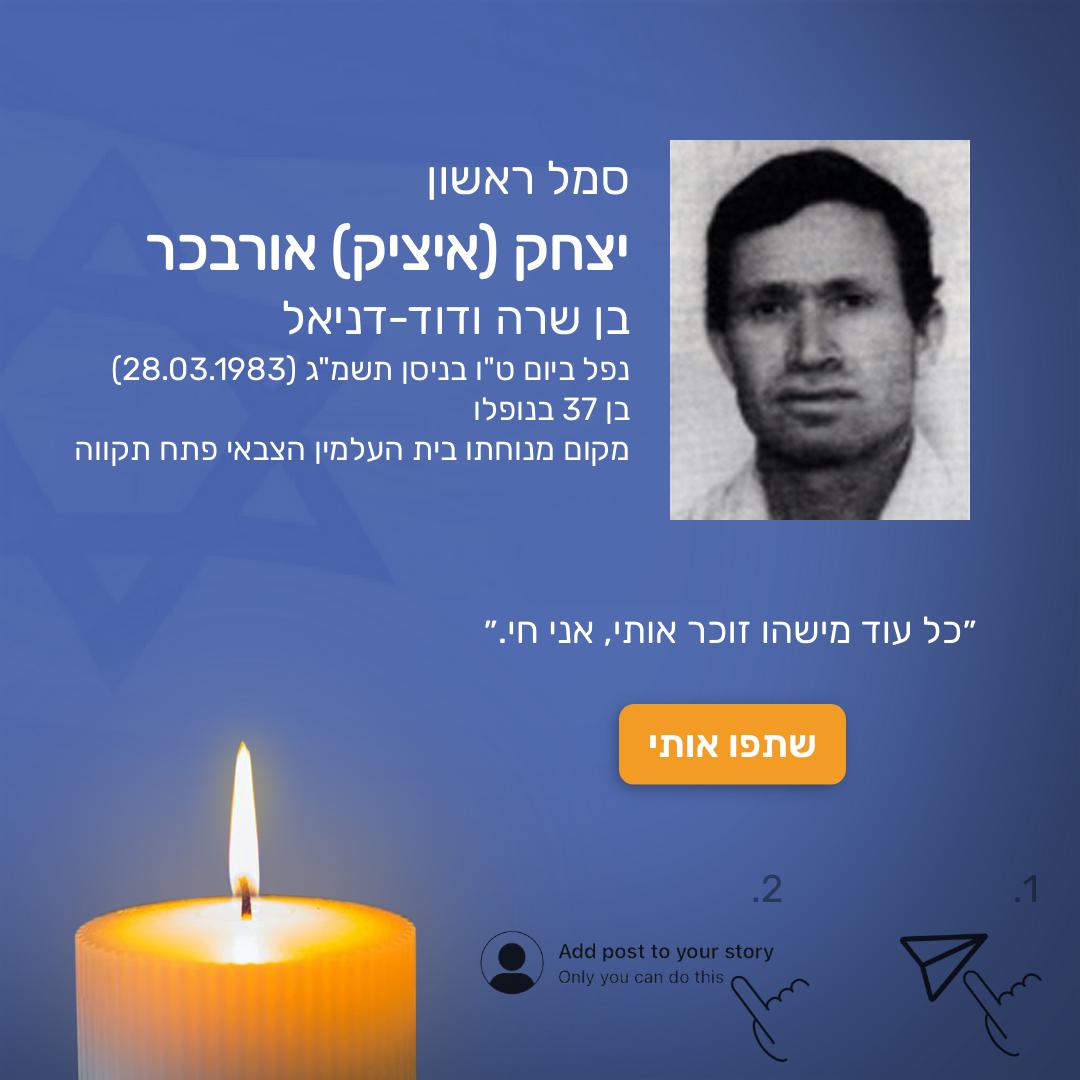 סמל ראשון
יצחק (איציק) אורבכר
בן שרה ודוד-דניאל
נפל ביום ט"ו בניסן תשמ"ג (28.03.1983)
בן 37 בנופלו
מקום מנוחתו בית העלמין הצבאי פתח תקווה
״כל עוד מישהו זוכר אותי, אני חי.״
שתפו אותי
.1
.2
Add post to your story
Only you can do this